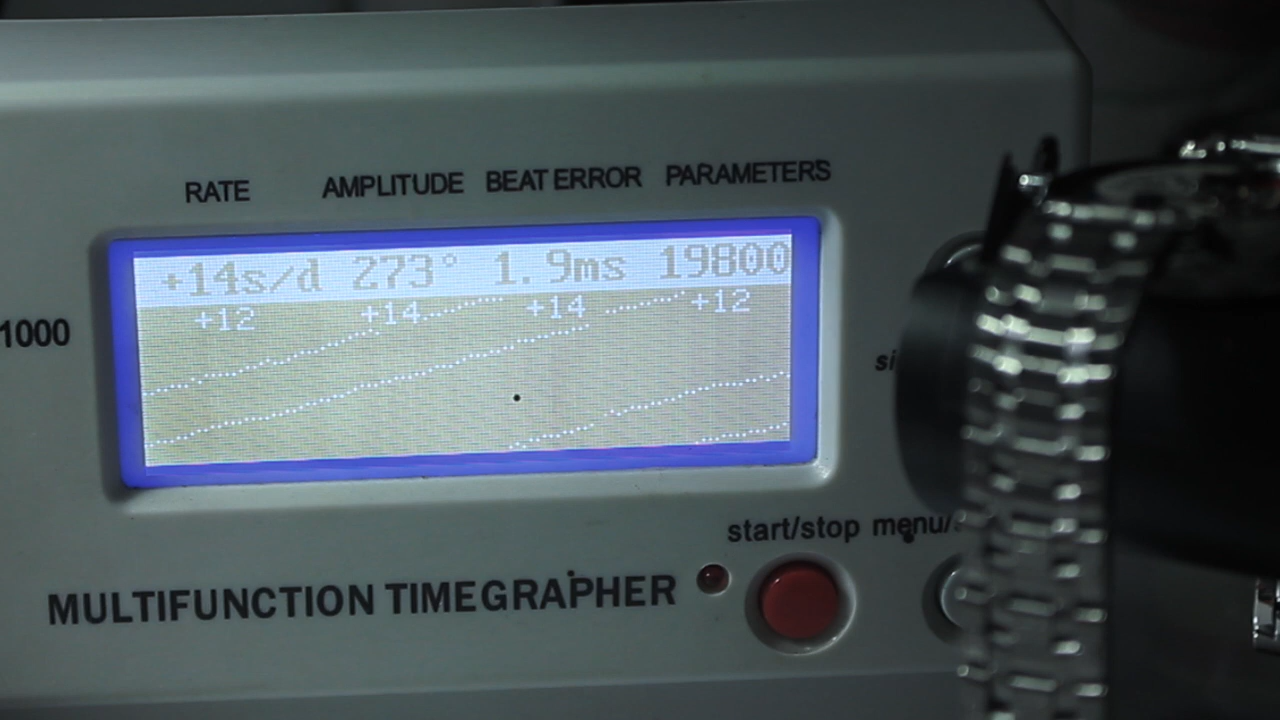 RATE AMPLITUDE BEAT ERROR PARAMETERS
+14s/d 273° 1.9ms 19800
+12 +14 +14 +12
1000
start/stop menu/
MULTIFUNCTION TIMEGRAPHER